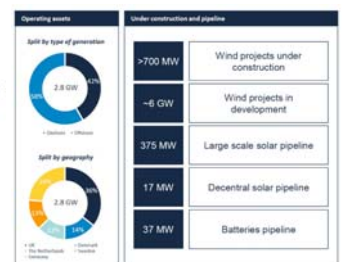 Operating assets
Under construction and pipeline
Split by type of generation
42%
2.8 GW
58%
• Onshore • Offshore
Split by geography
36%
2.8 GW
14%
• UK
• Denmark
• The Netherlands
• Sweden
• Germany
>700 MW
Wind projects under
construction
~6 GW
Wind projects in
development
375 MW
Large scale solar pipeline
17 MW
Decentral solar pipeline
37 MW
Batteries pipeline